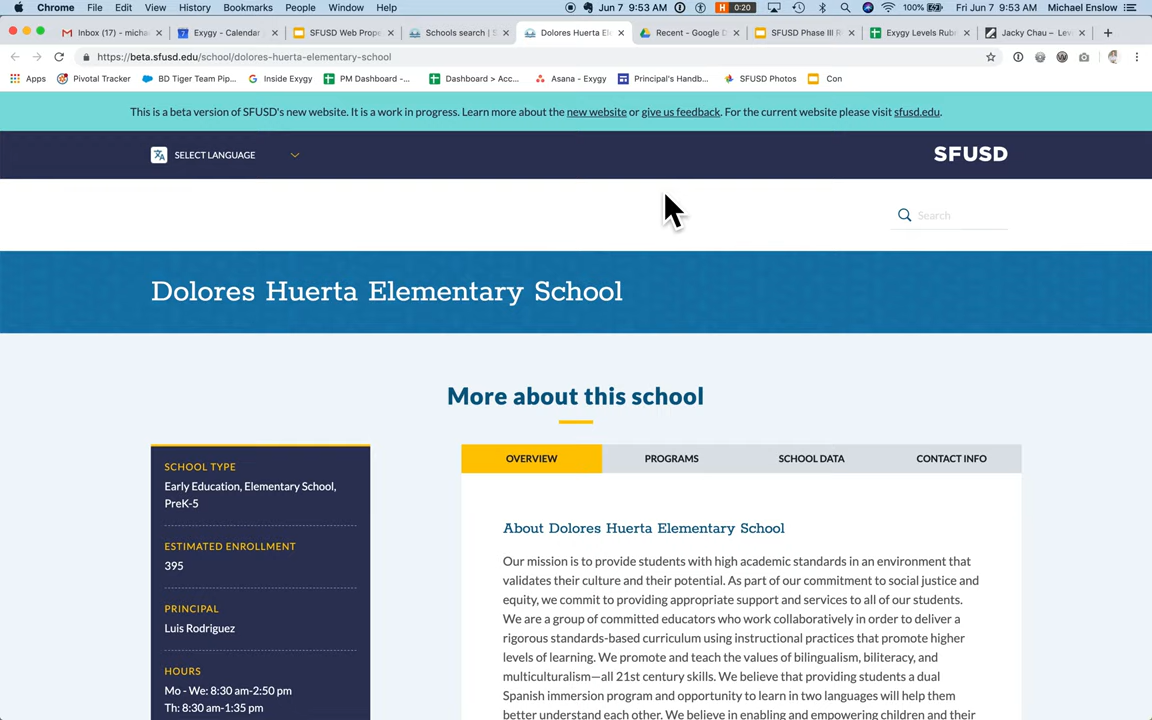 Chrome File Edit View History Bookmarks People Window Help H 0:20 Jun 7 9:53 AM 100% Fri Jun 7 9:53 AM Michael Enslow
Inbox (17) - micha Exygy - Calendar SFUSD Web Prope Schools search | S Dolores Huerta El Recent - Google D SFUSD Phase III R Exygy Levels Rub Jacky Chau – Lev
https://beta.sfusd.edu/school/dolores-huerta-elementary-school
Apps Pivotal Tracker BD Tiger Team Pip... Inside Exygy PM Dashboard -... Dashboard > Acc... Asana - Exygy Principal's Handb... SFUSD Photos Con
This is a beta version of SFUSD's new website. It is a work in progress. Learn more about the new website or give us feedback. For the current website please visit sfusd.edu.
SELECT LANGUAGE
SFUSD
Search
Dolores Huerta Elementary School
More about this school
SCHOOL TYPE
Early Education, Elementary School,
PreK-5
ESTIMATED ENROLLMENT
395
PRINCIPAL
Luis Rodriguez
HOURS
Mo - We: 8:30 am-2:50 pm
Th: 8:30 am-1:35 pm
OVERVIEW PROGRAMS SCHOOL DATA CONTACT INFO
About Dolores Huerta Elementary School
Our mission is to provide students with high academic standards in an environment that
validates their culture and their potential. As part of our commitment to social justice and
equity, we commit to providing appropriate support and services to all of our students.
We are a group of committed educators who work collaboratively in order to deliver a
rigorous standards-based curriculum using instructional practices that promote higher
levels of learning. We promote and teach the values of bilingualism, biliteracy, and
multiculturalism—all 21st century skills. We believe that providing students a dual
Spanish immersion program and opportunity to learn in two languages will help them
better understand each other. We believe in enabling and empowering children and their